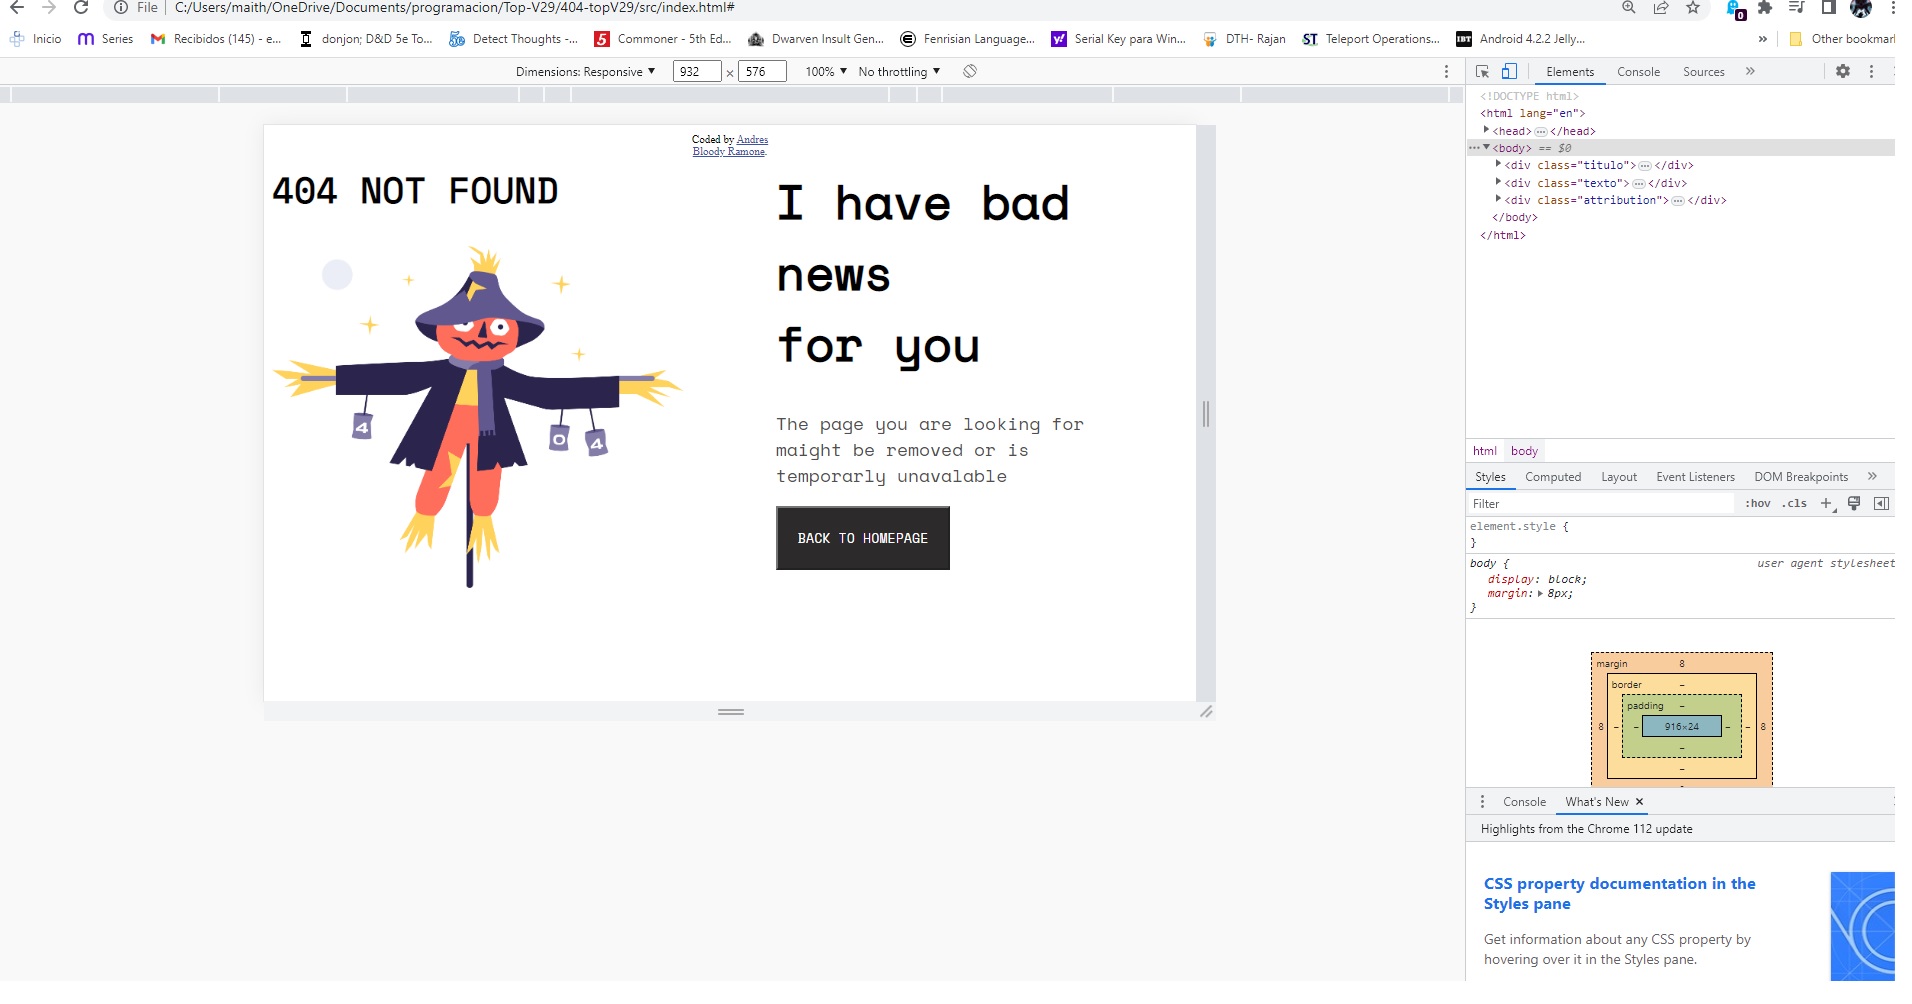 File
C:/Users/maith/OneDrive/Documents/programacion/Top-V29/404-topV29/src/index.html#
0
Inicio
Series
Recibidos (145) - e...
donjon; D&D 5e To...
Detect Thoughts -...
5
Commoner - 5th Ed...
Dwarven Insult Gen...
Fenrisian Language...
y!
Serial Key para Win...
DTH- Rajan
ST
Teleport Operations...
IBT
Android 4.2.2 Jelly...
»
Other bookmar
Dimensions: Responsive
932
x
576
100%
No throttling
Coded by Andres
Bloody Ramone.
404 NOT FOUND
4
0
4
I have bad
news
for you
The page you are looking for
maight be removed or is
temporarly unavalable
BACK TO HOMEPAGE
Elements
Console
Sources
»
<!DOCTYPE html>
<html lang="en">
<head>…</head>
<body> == $0
<div class="titulo">…</div>
<div class="texto">…</div>
<div class="attribution">…</div>
</body>
</html>
html
body
Styles
Computed
Layout
Event Listeners
DOM Breakpoints
»
Filter
:hov
.cls
+
element.style {
}
body {
user agent stylesheet
display: block;
margin: 8px;
}
margin
8
border
–
padding
–
8
–
–
916×24
–
–
8
–
–
Console
What's New ×
Highlights from the Chrome 112 update
CSS property documentation in the
Styles pane
Get information about any CSS property by
hovering over it in the Styles pane.